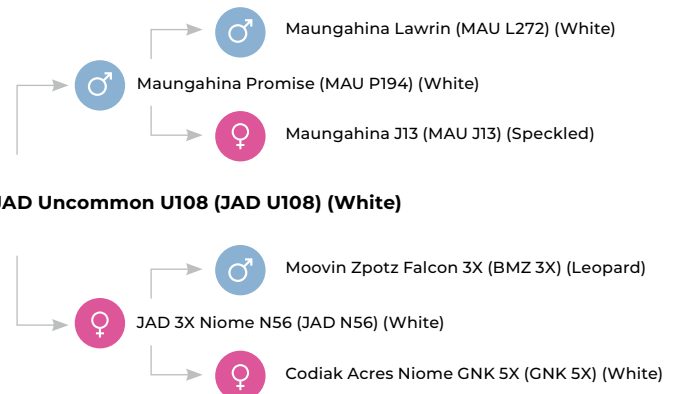 Maungahina Lawrin (MAU L272) (White)
Maungahina Promise (MAU P194) (White)
Maungahina J13 (MAU J13) (Speckled)
JAD Uncommon U108 (JAD U108) (White)
Moovin Zpotz Falcon 3X (BMZ 3X) (Leopard)
JAD 3X Niome N56 (JAD N56) (White)
Codiak Acres Niome GNK 5X (GNK 5X) (White)